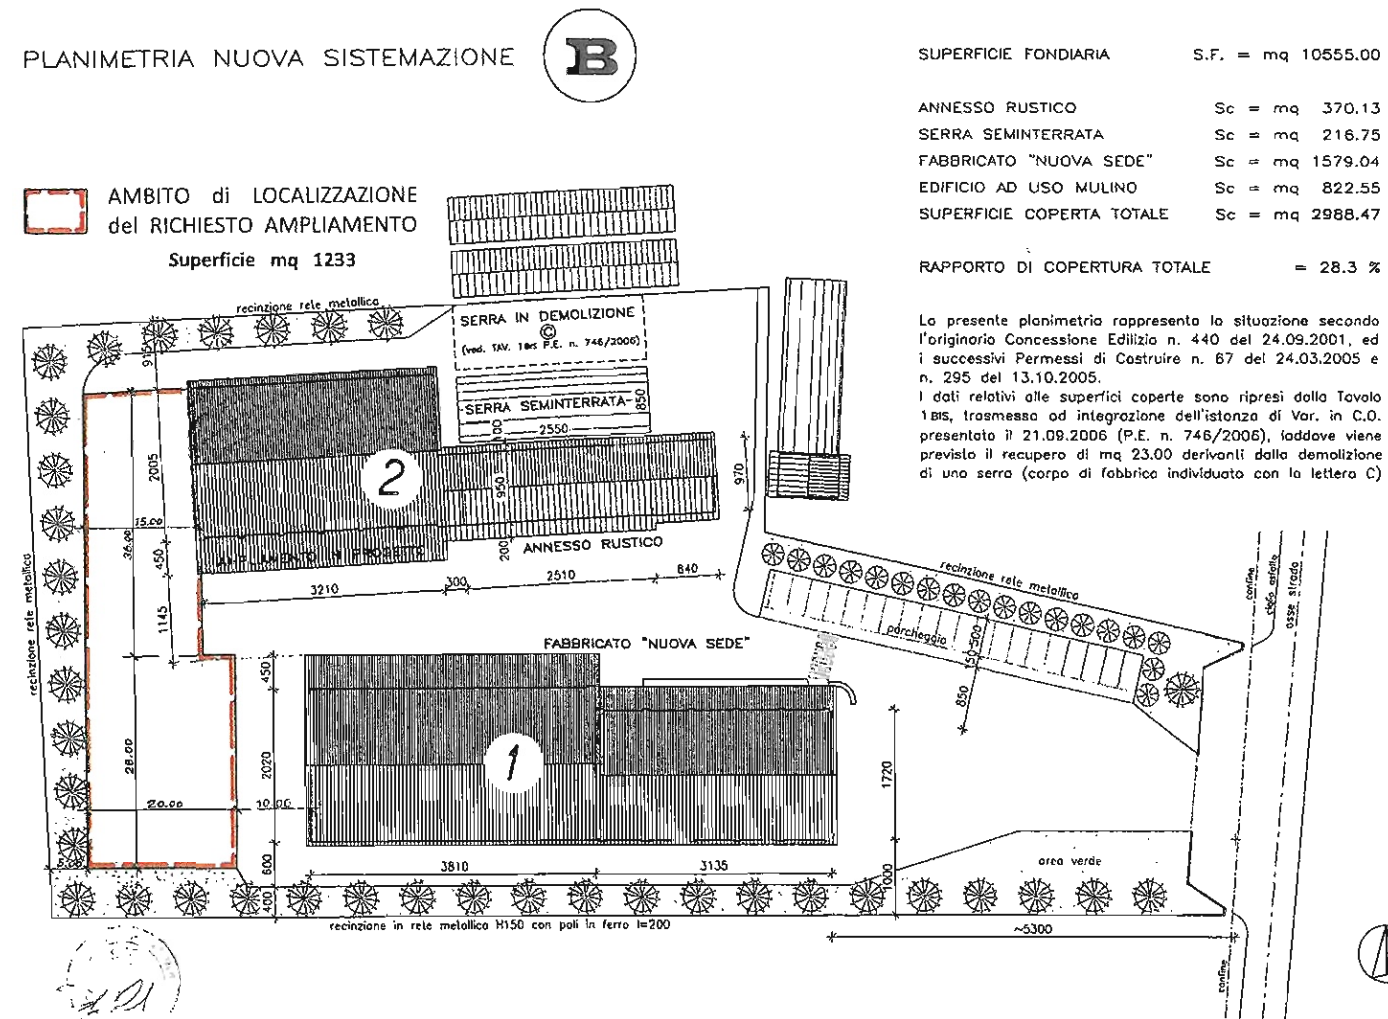 PLANIMETRIA NUOVA SISTEMAZIONE
B
SUPERFICIE FONDIARIA S.F. = mq 10555.00
ANNESSO RUSTICO Sc = mq 370.13
SERRA SEMINTERRATA Sc = mq 216.75
FABBRICATO "NUOVA SEDE" Sc = mq 1579.04
EDIFICIO AD USO MULINO Sc = mq 822.55
SUPERFICIE COPERTA TOTALE Sc = mq 2988.47
RAPPORTO DI COPERTURA TOTALE = 28.3 %
La presente planimetria rappresenta la situazione secondo
l'originaria Concessione Edilizia n. 440 del 24.09.2001, ed
i successivi Permessi di Costruire n. 67 del 24.03.2005 e
n. 295 del 13.10.2005.
I dati relativi alle superfici coperte sono ripresi dalla Tavola
1BIS, trasmessa ad integrazione dell'istanza di Var. in C.O.
presentata il 21.09.2006 (P.E. n. 746/2006), laddove viene
previsto il recupero di mq 23.00 derivanti dalla demolizione
di una serra (corpo di fabbrica individuato con la lettera C)
AMBITO di LOCALIZZAZIONE
del RICHIESTO AMPLIAMENTO
Superficie mq 1233
recinzione rete metallica
SERRA IN DEMOLIZIONE
©
(ved. TAV. 1BIS P.E. n. 746/2006)
SERRA SEMINTERRATA
850
2550
100
915
2005
2
950
970
15.00
36.00
450
AMPLIAMENTO IN PROGETTO
200
ANNESSO RUSTICO
3210
300
2510
840
1145
recinzione rete metallica
recinzione rete metallica
parcheggio
150
500
850
confine
ciglio asfalto
asse strada
FABBRICATO "NUOVA SEDE"
450
1
2020
28.00
20.00
10.00
1720
5.00
600
3810
3135
1000
area verde
400
recinzione in rete metallica H150 con pali in ferro i=200
~5300
confine